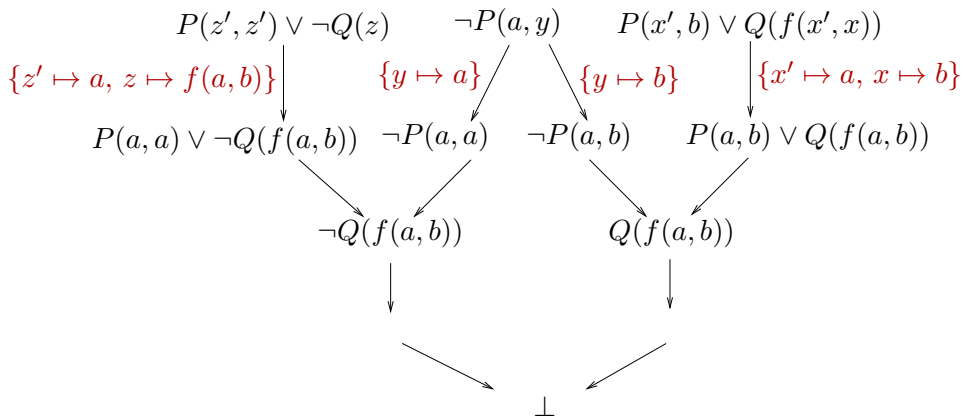 P(z′, z′) ∨ ¬Q(z) ¬P(a, y) P(x′, b) ∨ Q(f(x′, x))
{z′ ↦ a, z ↦ f(a, b)} {y ↦ a} {y ↦ b} {x′ ↦ a, x ↦ b}
P(a, a) ∨ ¬Q(f(a, b)) ¬P(a, a) ¬P(a, b) P(a, b) ∨ Q(f(a, b))
¬Q(f(a, b)) Q(f(a, b))
⊥